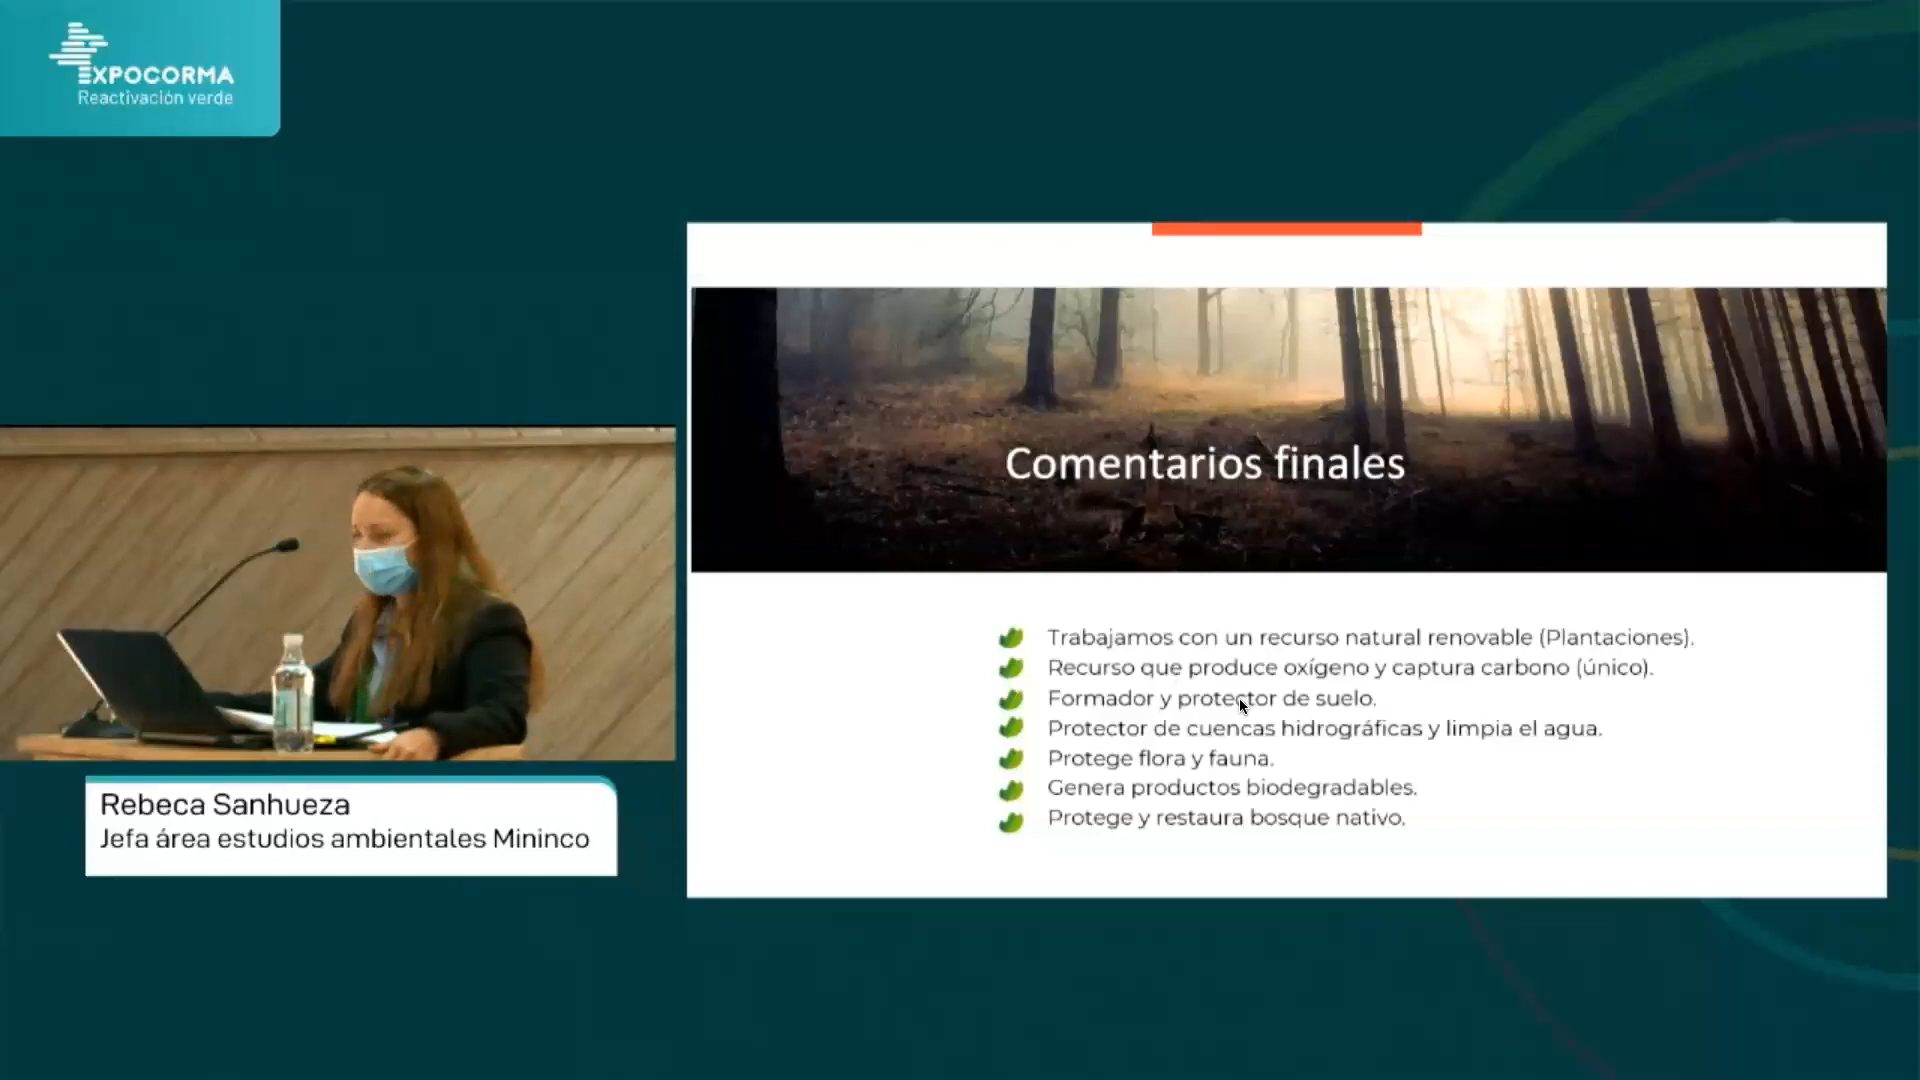 EXPOCORMA
Reactivación verde
Comentarios finales
Trabajamos con un recurso natural renovable (Plantaciones).
Recurso que produce oxígeno y captura carbono (único).
Formador y protector de suelo.
Protector de cuencas hidrográficas y limpia el agua.
Protege flora y fauna.
Genera productos biodegradables.
Protege y restaura bosque nativo.
Rebeca Sanhueza
Jefa área estudios ambientales Mininco